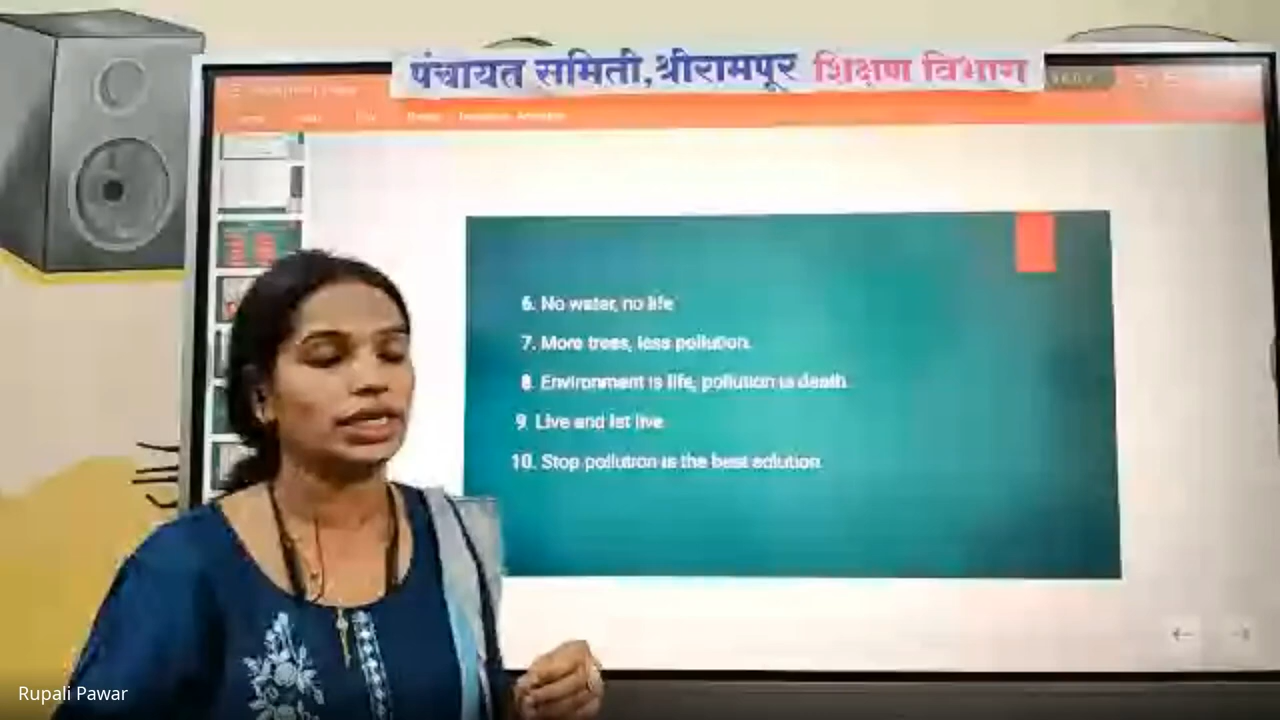 पंचायत समिती,श्रीरामपूर शिक्षण विभाग
6. No water, no life
7. More trees, less pollution.
8. Environment is life, pollution is death.
9. Live and let live
10. Stop pollution is the best solution.
Rupali Pawar